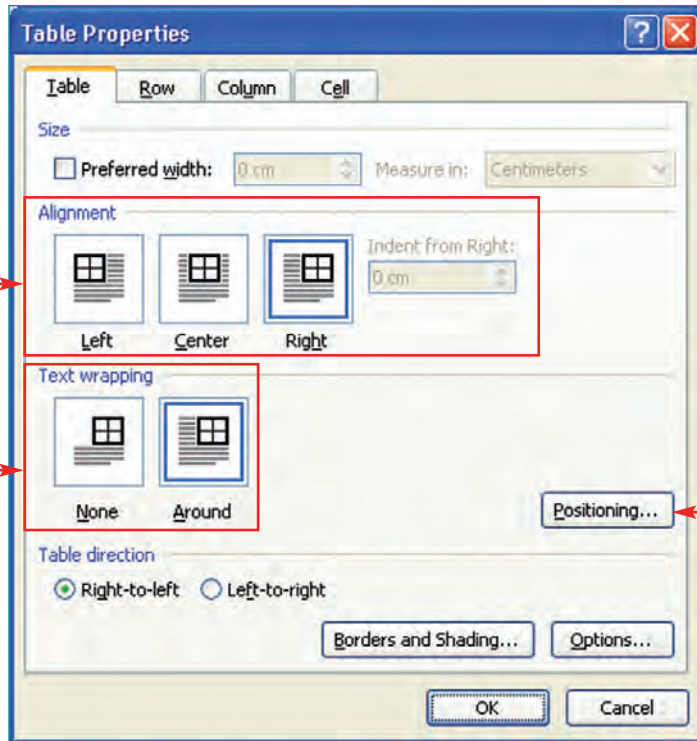 Table Properties
Table Row Column Cell
Size
Preferred width: 0 cm Measure in: Centimeters
Alignment
Indent from Right:
0 cm
Left Center Right
Text wrapping
None Around
Positioning...
Table direction
Right-to-left Left-to-right
Borders and Shading... Options...
OK Cancel